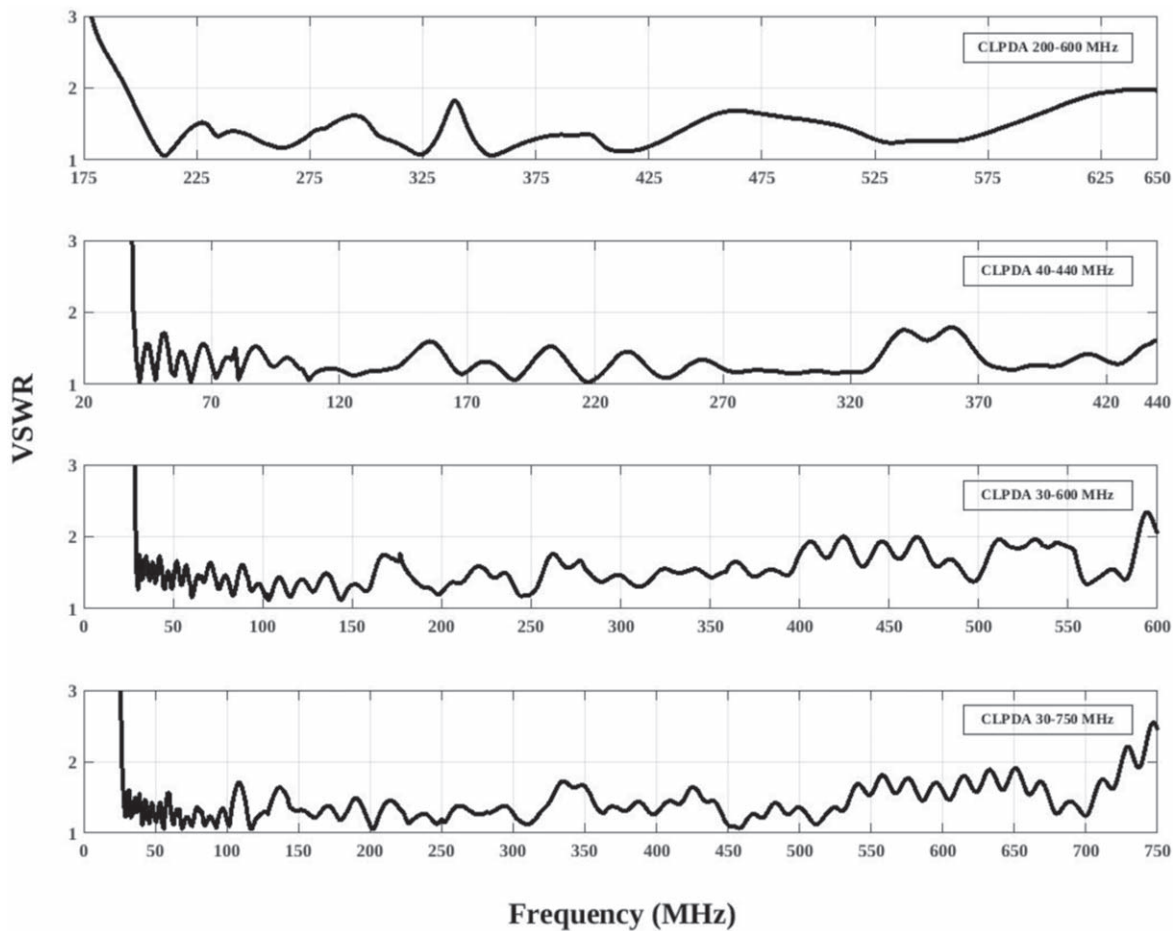 3
CLPDA 200-600 MHz
2
1
175 225 275 325 375 425 475 525 575 625 650
3
CLPDA 40-440 MHz
2
1
20 70 120 170 220 270 320 370 420 440
VSWR
3
CLPDA 30-600 MHz
2
1
0 50 100 150 200 250 300 350 400 450 500 550 600
3
CLPDA 30-750 MHz
2
1
0 50 100 150 200 250 300 350 400 450 500 550 600 650 700 750
Frequency (MHz)